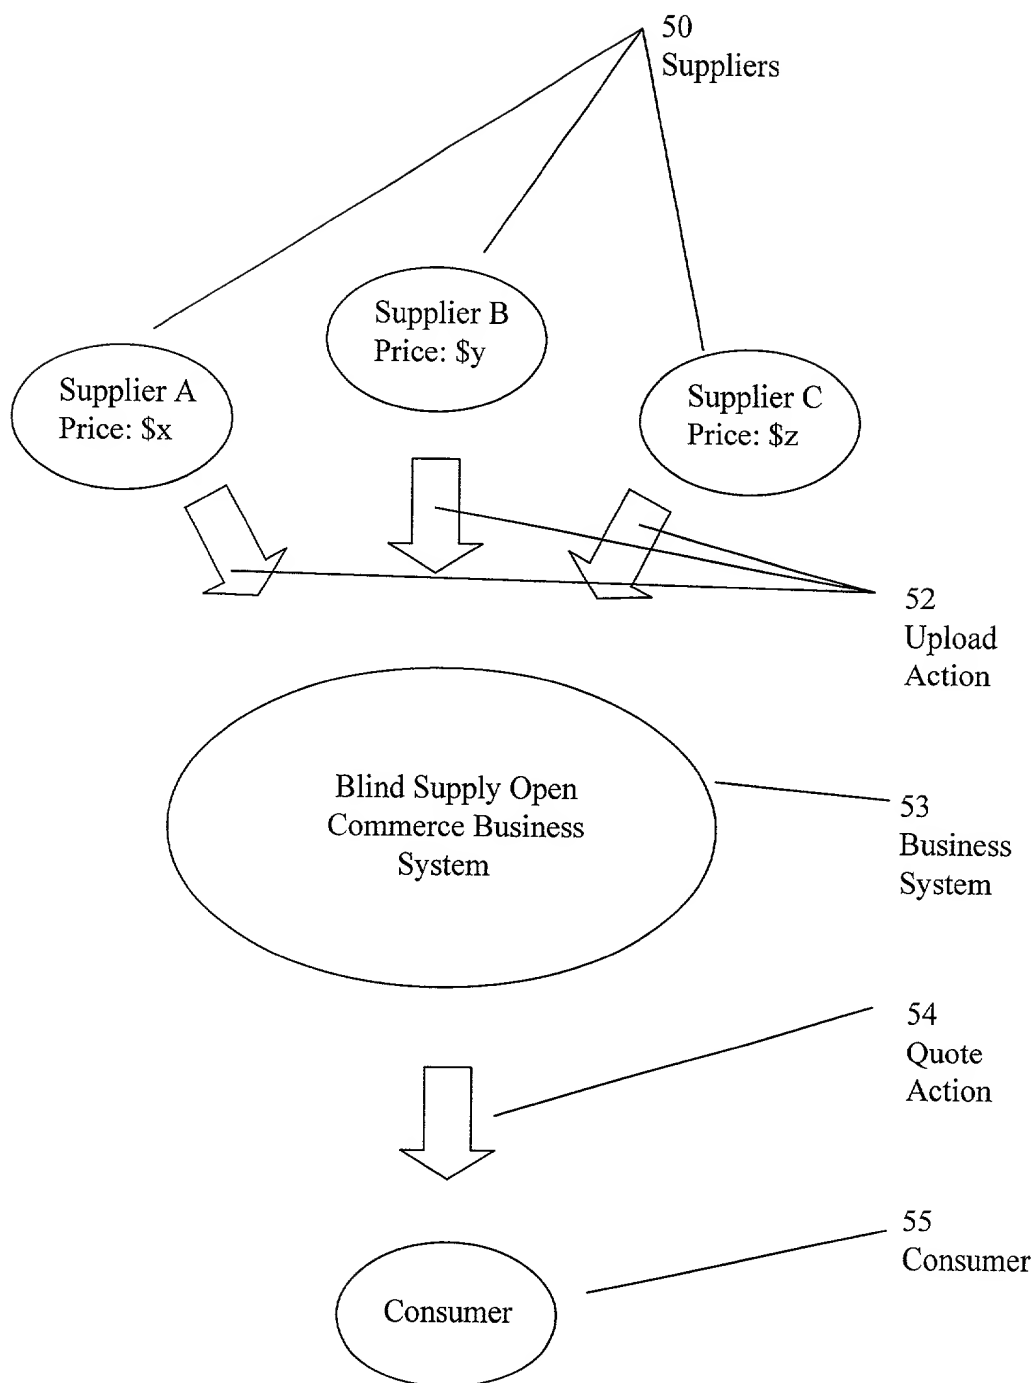 50
Suppliers
Supplier B
Price: $y
Supplier A
Price: $x
Supplier C
Price: $z
52
Upload
Action
Blind Supply Open
Commerce Business
System
53
Business
System
54
Quote
Action
55
Consumer
Consumer